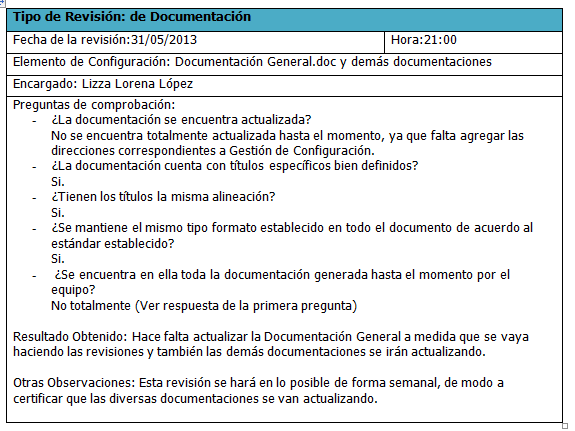 Tipo de Revisión: de Documentación
Fecha de la revisión:31/05/2013 Hora:21:00
Elemento de Configuración: Documentación General.doc y demás documentaciones
Encargado: Lizza Lorena López
Preguntas de comprobación:
- ¿La documentación se encuentra actualizada?
No se encuentra totalmente actualizada hasta el momento, ya que falta agregar las
direcciones correspondientes a Gestión de Configuración.
- ¿La documentación cuenta con títulos específicos bien definidos?
Si.
- ¿Tienen los títulos la misma alineación?
Si.
- ¿Se mantiene el mismo tipo formato establecido en todo el documento de acuerdo al
estándar establecido?
Si.
- ¿Se encuentra en ella toda la documentación generada hasta el momento por el
equipo?
No totalmente (Ver respuesta de la primera pregunta)
Resultado Obtenido: Hace falta actualizar la Documentación General a medida que se vaya
haciendo las revisiones y también las demás documentaciones se irán actualizando.
Otras Observaciones: Esta revisión se hará en lo posible de forma semanal, de modo a
certificar que las diversas documentaciones se van actualizando.